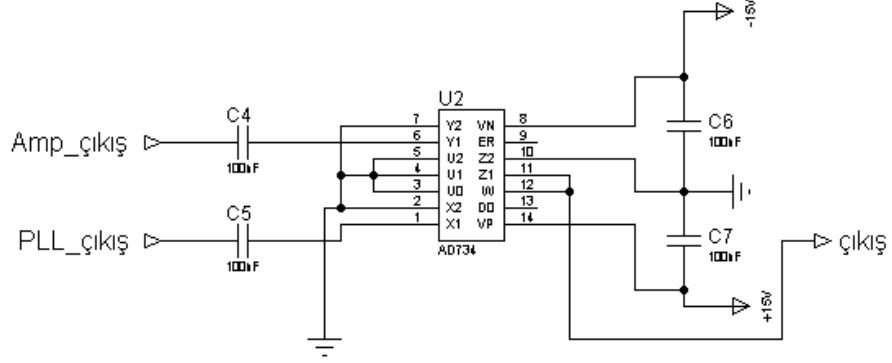 -15V
U2
C4
100nF
Amp_çıkış
7 Y2 VN 8
6 Y1 ER 9
5 U2 Z2 10
4 U1 Z1 11
3 U0 W 12
2 X2 DD 13
1 X1 VP 14
AD734
C6
100nF
C5
100nF
PLL_çıkış
C7
100nF
çıkış
+15V